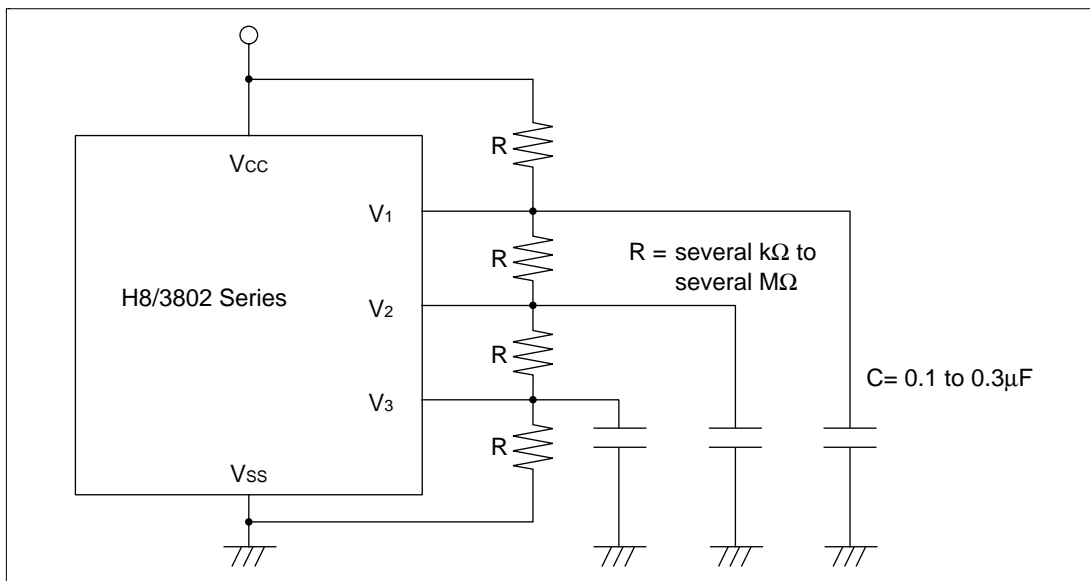 VCC
R
V1
R
R = several kΩ to
several MΩ
H8/3802 Series
V2
R
C= 0.1 to 0.3μF
V3
R
VSS